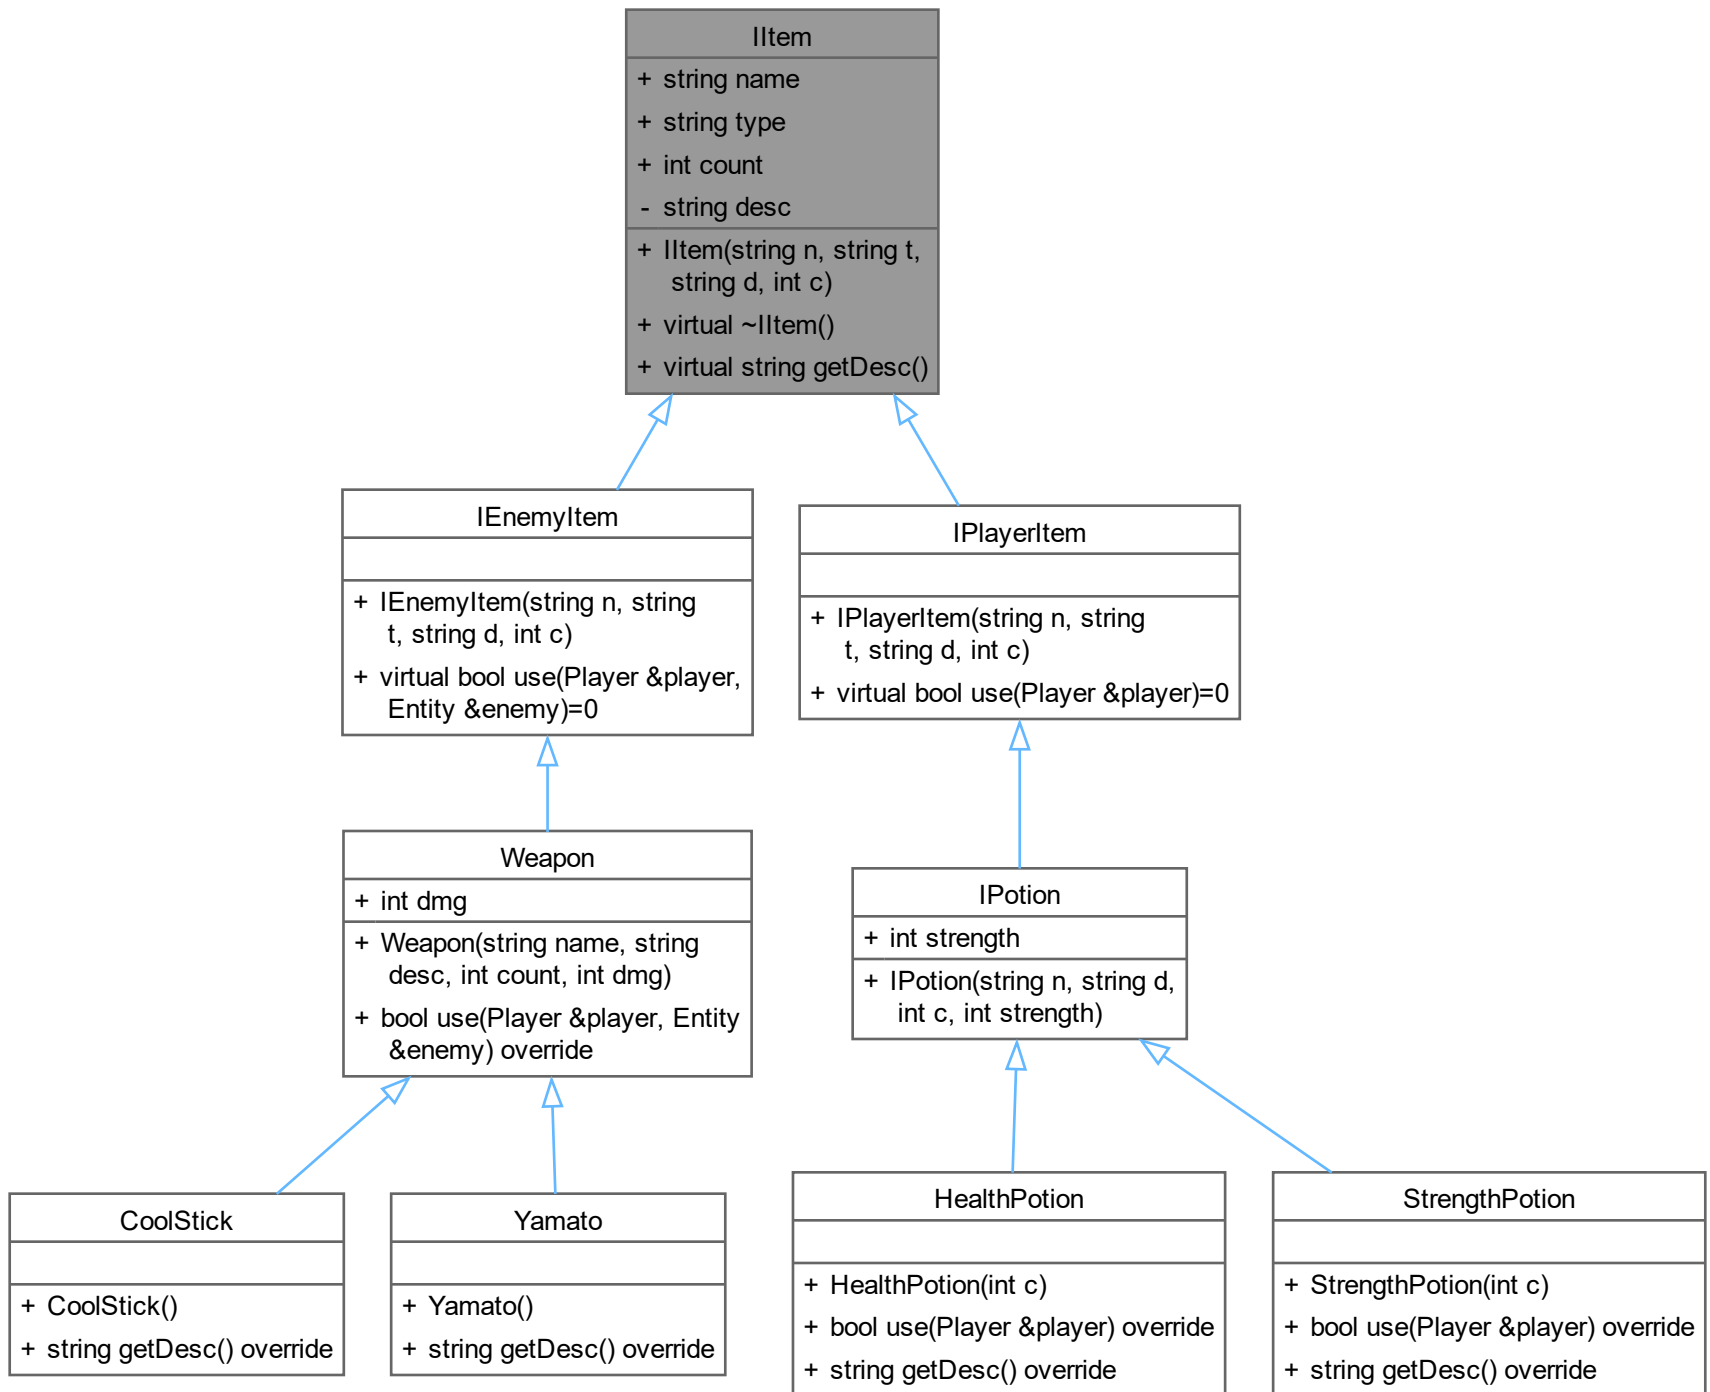 IItem
+ string name
+ string type
+ int count
- string desc
+ IItem(string n, string t,
string d, int c)
+ virtual ~IItem()
+ virtual string getDesc()
IEnemyItem
+ IEnemyItem(string n, string
t, string d, int c)
+ virtual bool use(Player &player,
Entity &enemy)=0
IPlayerItem
+ IPlayerItem(string n, string
t, string d, int c)
+ virtual bool use(Player &player)=0
Weapon
+ int dmg
+ Weapon(string name, string
desc, int count, int dmg)
+ bool use(Player &player, Entity
&enemy) override
IPotion
+ int strength
+ IPotion(string n, string d,
int c, int strength)
CoolStick
+ CoolStick()
+ string getDesc() override
Yamato
+ Yamato()
+ string getDesc() override
HealthPotion
+ HealthPotion(int c)
+ bool use(Player &player) override
+ string getDesc() override
StrengthPotion
+ StrengthPotion(int c)
+ bool use(Player &player) override
+ string getDesc() override